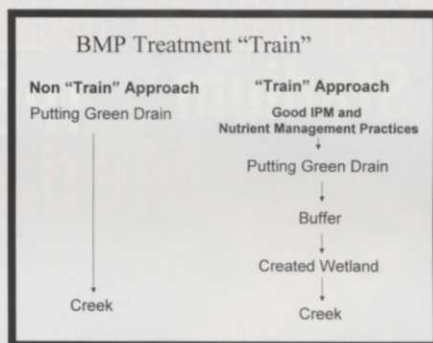 BMP Treatment “Train”
Non “Train” Approach
Putting Green Drain
Creek
“Train” Approach
Good IPM and
Nutrient Management Practices
Putting Green Drain
Buffer
Created Wetland
Creek